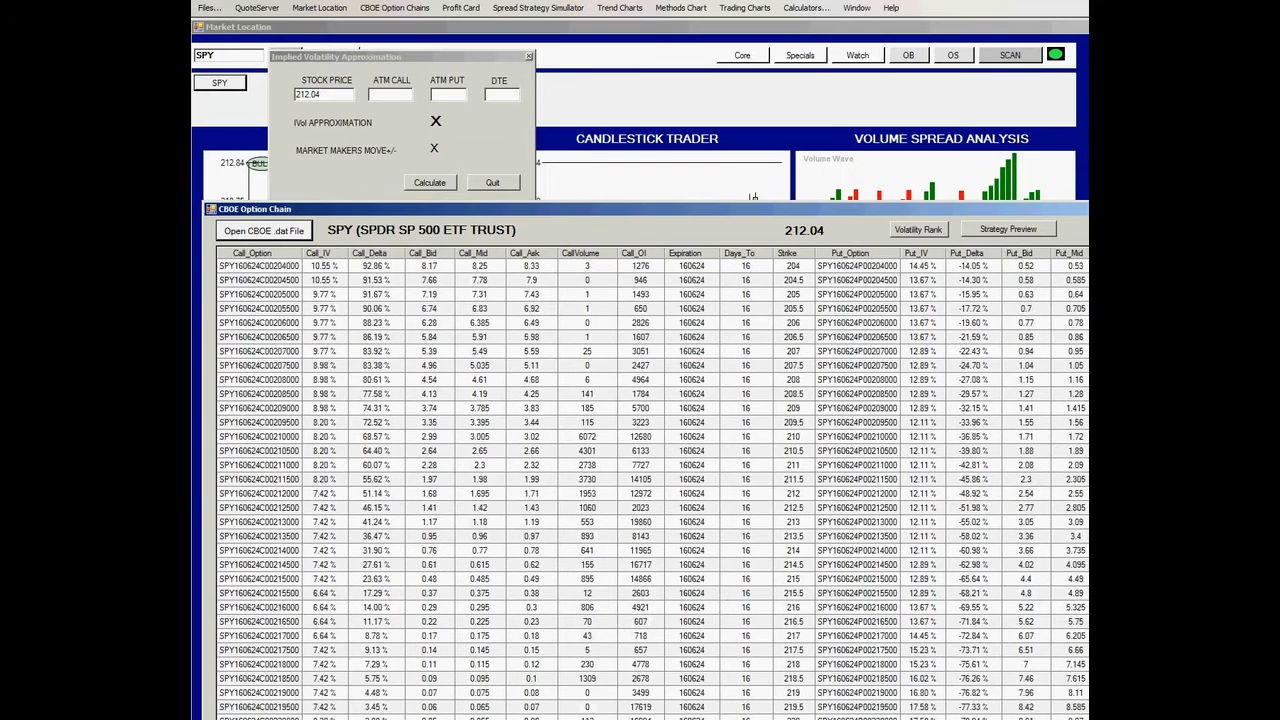 Files... QuoteServer Market Location CBOE Option Chains Profit Card Spread Strategy Simulator Trend Charts Methods Chart Trading Charts Calculators... Window Help
Market Location
SPY Core Specials Watch OB OS SCAN
Implied Volatility Approximation
SPY
STOCK PRICE ATM CALL ATM PUT DTE
212.04
IVol APPROXIMATION X
MARKET MAKERS MOVE+/- X
Calculate Quit
CANDLESTICK TRADER VOLUME SPREAD ANALYSIS
212.84 Volume Wave
CBOE Option Chain
Open CBOE .dat File SPY (SPDR SP 500 ETF TRUST) 212.04 Volatility Rank Strategy Preview
Call_Option Call_IV Call_Delta Call_Bid Call_Mid Call_Ask CallVolume Call_OI Expiration Days_To Strike Put_Option Put_IV Put_Delta Put_Bid Put_Mid
SPY160624C00204000 10.55 % 92.86 % 8.17 8.25 8.33 3 1276 160624 16 204 SPY160624P00204000 14.45 % -14.05 % 0.52 0.53
SPY160624C00204500 10.55 % 91.53 % 7.66 7.78 7.9 0 946 160624 16 204.5 SPY160624P00204500 13.67 % -14.30 % 0.58 0.585
SPY160624C00205000 9.77 % 91.67 % 7.19 7.31 7.43 1 1493 160624 16 205 SPY160624P00205000 13.67 % -15.95 % 0.63 0.64
SPY160624C00205500 9.77 % 90.06 % 6.74 6.83 6.92 1 650 160624 16 205.5 SPY160624P00205500 13.67 % -17.72 % 0.7 0.705
SPY160624C00206000 9.77 % 88.23 % 6.28 6.385 6.49 0 2826 160624 16 206 SPY160624P00206000 13.67 % -19.60 % 0.77 0.78
SPY160624C00206500 9.77 % 86.19 % 5.84 5.91 5.98 1 1607 160624 16 206.5 SPY160624P00206500 13.67 % -21.59 % 0.85 0.86
SPY160624C00207000 9.77 % 83.92 % 5.39 5.49 5.59 25 3051 160624 16 207 SPY160624P00207000 12.89 % -22.43 % 0.94 0.95
SPY160624C00207500 8.98 % 83.38 % 4.96 5.035 5.11 0 2427 160624 16 207.5 SPY160624P00207500 12.89 % -24.70 % 1.04 1.05
SPY160624C00208000 8.98 % 80.61 % 4.54 4.61 4.68 6 4964 160624 16 208 SPY160624P00208000 12.89 % -27.08 % 1.15 1.16
SPY160624C00208500 8.98 % 77.58 % 4.13 4.19 4.25 141 1784 160624 16 208.5 SPY160624P00208500 12.89 % -29.57 % 1.27 1.28
SPY160624C00209000 8.98 % 74.31 % 3.74 3.785 3.83 185 5700 160624 16 209 SPY160624P00209000 12.89 % -32.15 % 1.41 1.415
SPY160624C00209500 8.20 % 72.52 % 3.35 3.395 3.44 115 3223 160624 16 209.5 SPY160624P00209500 12.11 % -33.96 % 1.55 1.56
SPY160624C00210000 8.20 % 68.57 % 2.99 3.005 3.02 6072 12680 160624 16 210 SPY160624P00210000 12.11 % -36.85 % 1.71 1.72
SPY160624C00210500 8.20 % 64.40 % 2.64 2.65 2.66 4301 6133 160624 16 210.5 SPY160624P00210500 12.11 % -39.80 % 1.88 1.89
SPY160624C00211000 8.20 % 60.07 % 2.28 2.3 2.32 2738 7727 160624 16 211 SPY160624P00211000 12.11 % -42.81 % 2.08 2.09
SPY160624C00211500 8.20 % 55.62 % 1.97 1.98 1.99 3730 14105 160624 16 211.5 SPY160624P00211500 12.11 % -45.86 % 2.3 2.305
SPY160624C00212000 7.42 % 51.14 % 1.68 1.695 1.71 1953 12972 160624 16 212 SPY160624P00212000 12.11 % -48.92 % 2.54 2.55
SPY160624C00212500 7.42 % 46.15 % 1.41 1.42 1.43 1060 2023 160624 16 212.5 SPY160624P00212500 12.11 % -51.98 % 2.77 2.805
SPY160624C00213000 7.42 % 41.24 % 1.17 1.18 1.19 553 19860 160624 16 213 SPY160624P00213000 12.11 % -55.02 % 3.05 3.09
SPY160624C00213500 7.42 % 36.47 % 0.95 0.96 0.97 893 8143 160624 16 213.5 SPY160624P00213500 12.11 % -58.02 % 3.36 3.4
SPY160624C00214000 7.42 % 31.90 % 0.76 0.77 0.78 641 11965 160624 16 214 SPY160624P00214000 12.11 % -60.98 % 3.66 3.735
SPY160624C00214500 7.42 % 27.61 % 0.61 0.615 0.62 155 16717 160624 16 214.5 SPY160624P00214500 12.89 % -62.98 % 4.02 4.095
SPY160624C00215000 7.42 % 23.63 % 0.48 0.485 0.49 895 14866 160624 16 215 SPY160624P00215000 12.89 % -65.64 % 4.4 4.49
SPY160624C00215500 6.64 % 17.29 % 0.37 0.375 0.38 12 2603 160624 16 215.5 SPY160624P00215500 12.89 % -68.21 % 4.8 4.89
SPY160624C00216000 6.64 % 14.00 % 0.29 0.295 0.3 806 4921 160624 16 216 SPY160624P00216000 13.67 % -69.55 % 5.22 5.325
SPY160624C00216500 6.64 % 11.17 % 0.22 0.225 0.23 70 607 160624 16 216.5 SPY160624P00216500 13.67 % -71.84 % 5.62 5.75
SPY160624C00217000 6.64 % 8.78 % 0.17 0.175 0.18 43 718 160624 16 217 SPY160624P00217000 14.45 % -72.84 % 6.07 6.205
SPY160624C00217500 7.42 % 9.13 % 0.14 0.145 0.15 5 657 160624 16 217.5 SPY160624P00217500 15.23 % -73.71 % 6.51 6.66
SPY160624C00218000 7.42 % 7.29 % 0.11 0.115 0.12 230 4778 160624 16 218 SPY160624P00218000 15.23 % -75.61 % 7 7.145
SPY160624C00218500 7.42 % 5.75 % 0.09 0.095 0.1 1309 2678 160624 16 218.5 SPY160624P00218500 16.02 % -76.26 % 7.46 7.615
SPY160624C00219000 7.42 % 4.48 % 0.07 0.075 0.08 0 3499 160624 16 219 SPY160624P00219000 16.80 % -76.82 % 7.96 8.11
SPY160624C00219500 7.42 % 3.45 % 0.06 0.065 0.07 0 17619 160624 16 219.5 SPY160624P00219500 17.58 % -77.33 % 8.42 8.585